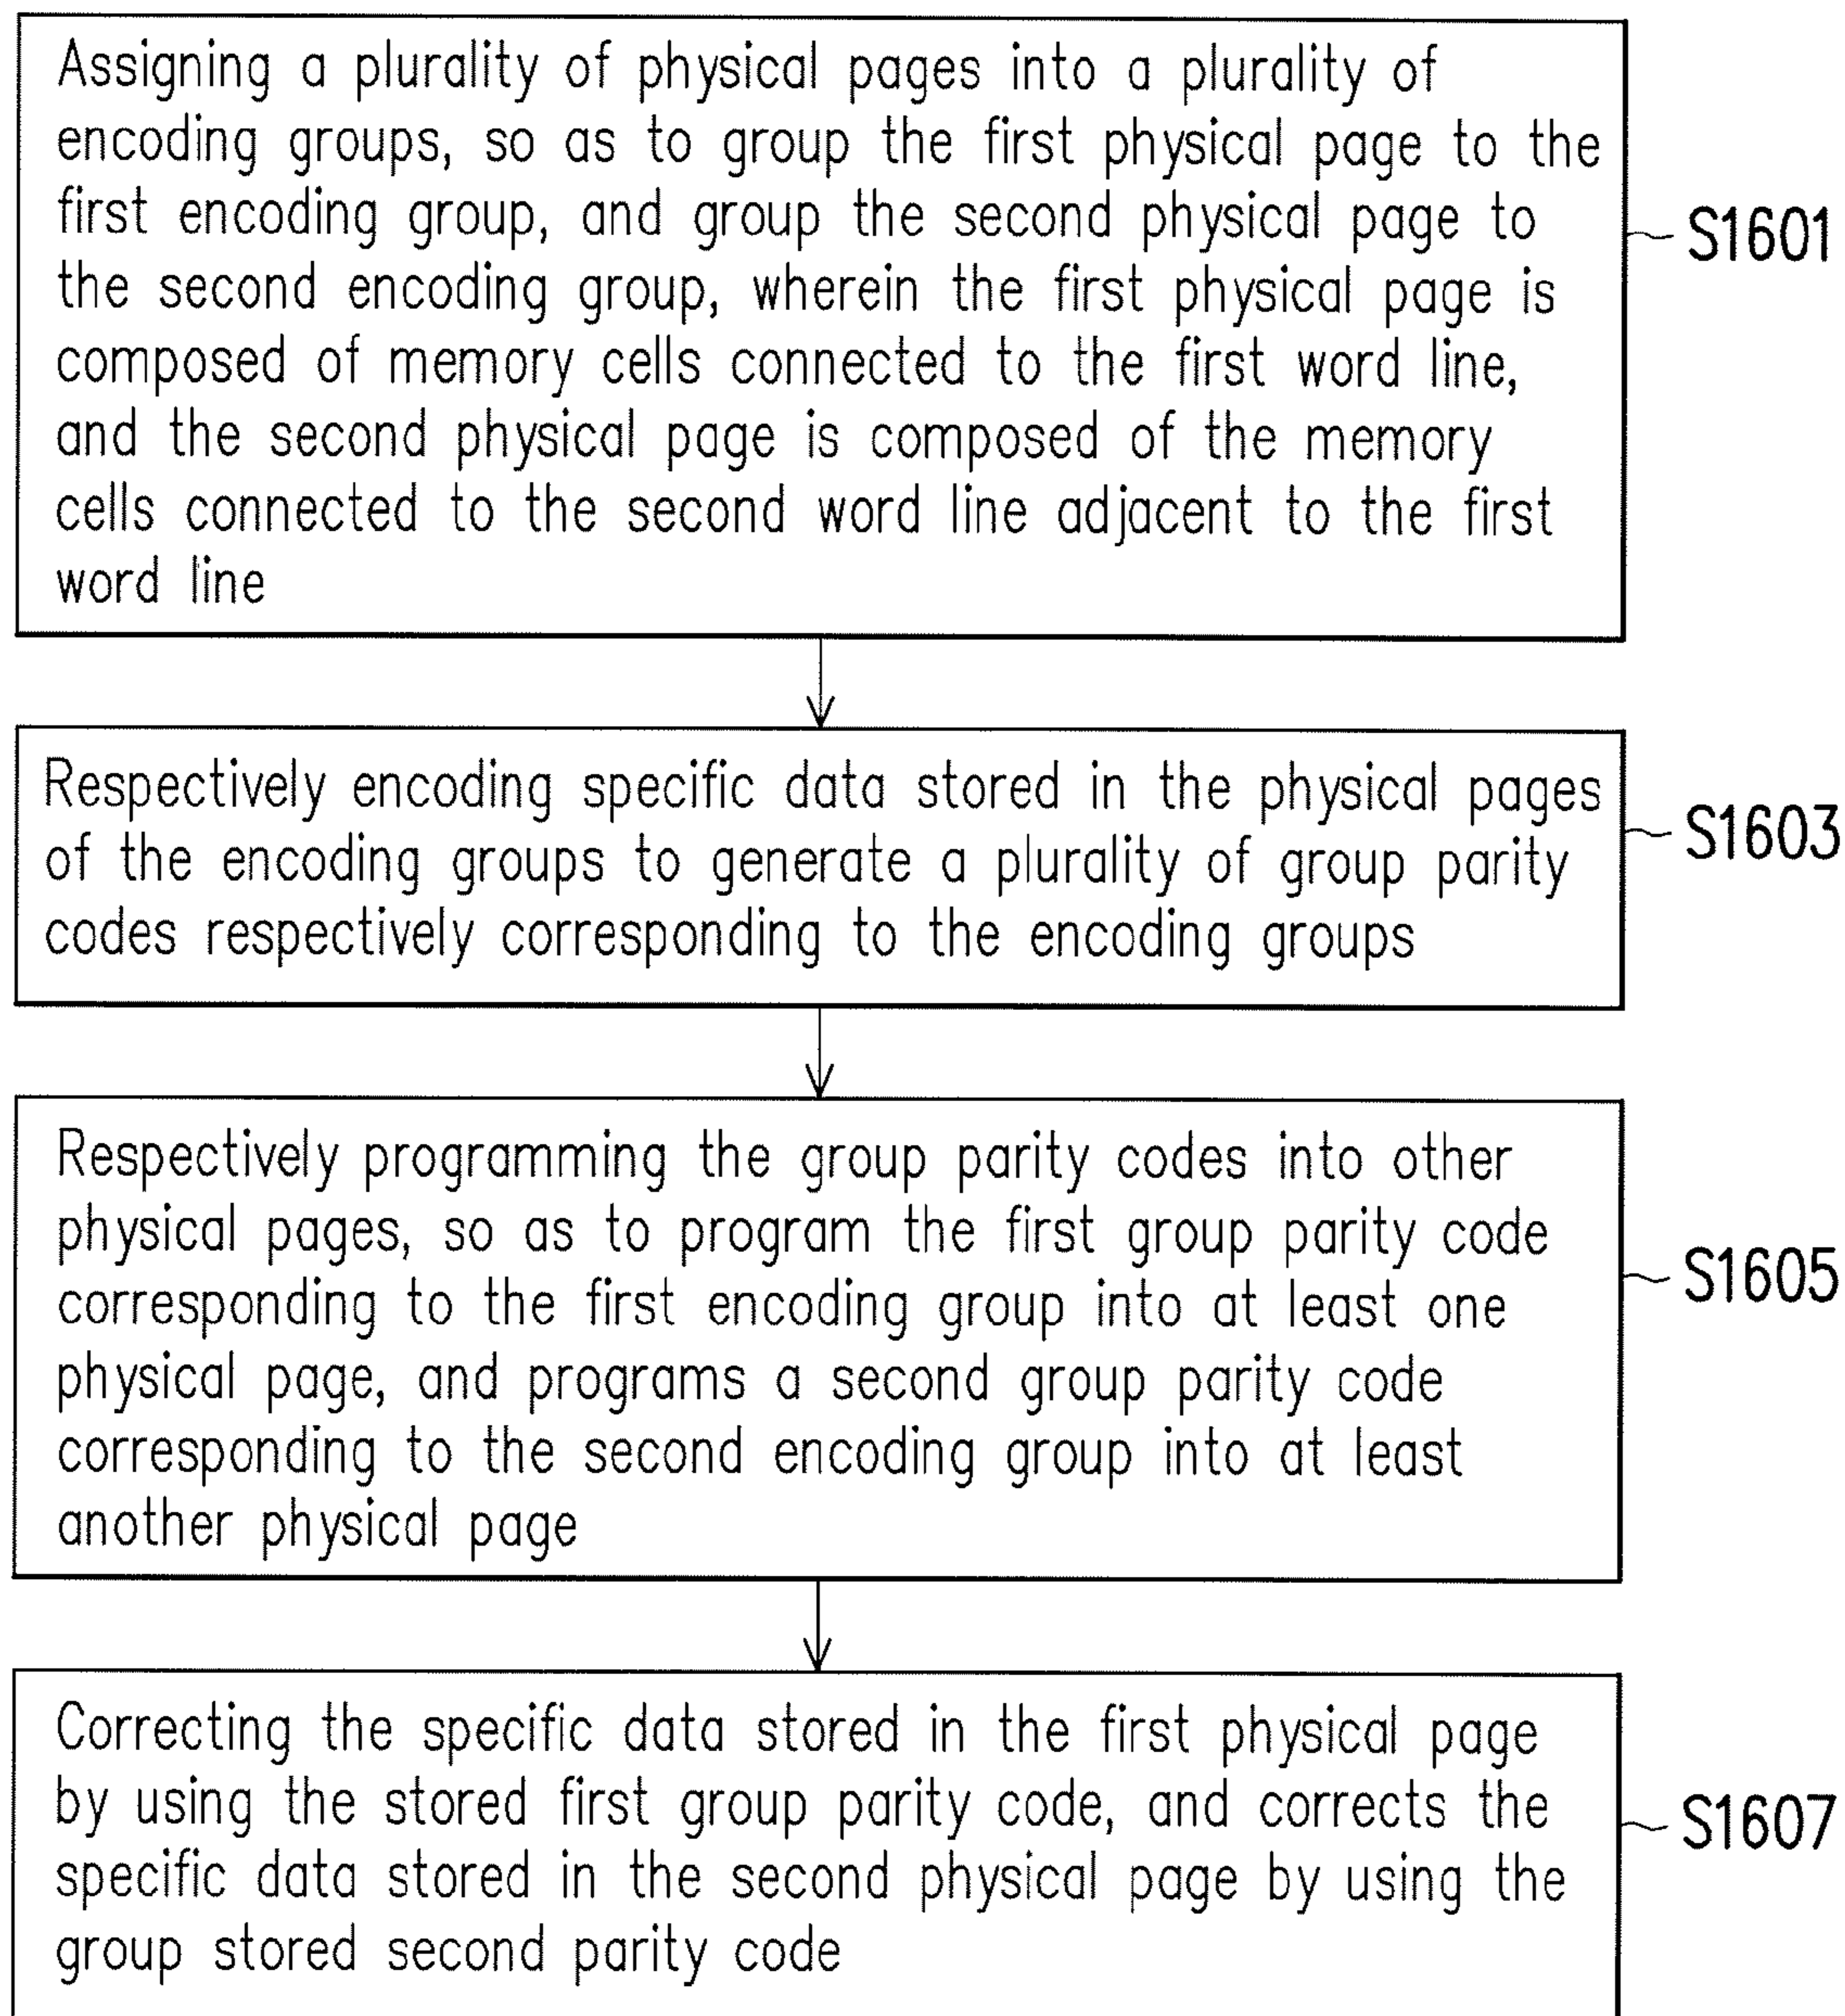 Assigning a plurality of physical pages into a plurality of
encoding groups, so as to group the first physical page to the
first encoding group, and group the second physical page to
the second encoding group, wherein the first physical page is
composed of memory cells connected to the first word line,
and the second physical page is composed of the memory
cells connected to the second word line adjacent to the first
word line
S1601
Respectively encoding specific data stored in the physical pages
of the encoding groups to generate a plurality of group parity
codes respectively corresponding to the encoding groups
S1603
Respectively programming the group parity codes into other
physical pages, so as to program the first group parity code
corresponding to the first encoding group into at least one
physical page, and programs a second group parity code
corresponding to the second encoding group into at least
another physical page
S1605
Correcting the specific data stored in the first physical page
by using the stored first group parity code, and corrects the
specific data stored in the second physical page by using the
group stored second parity code
S1607